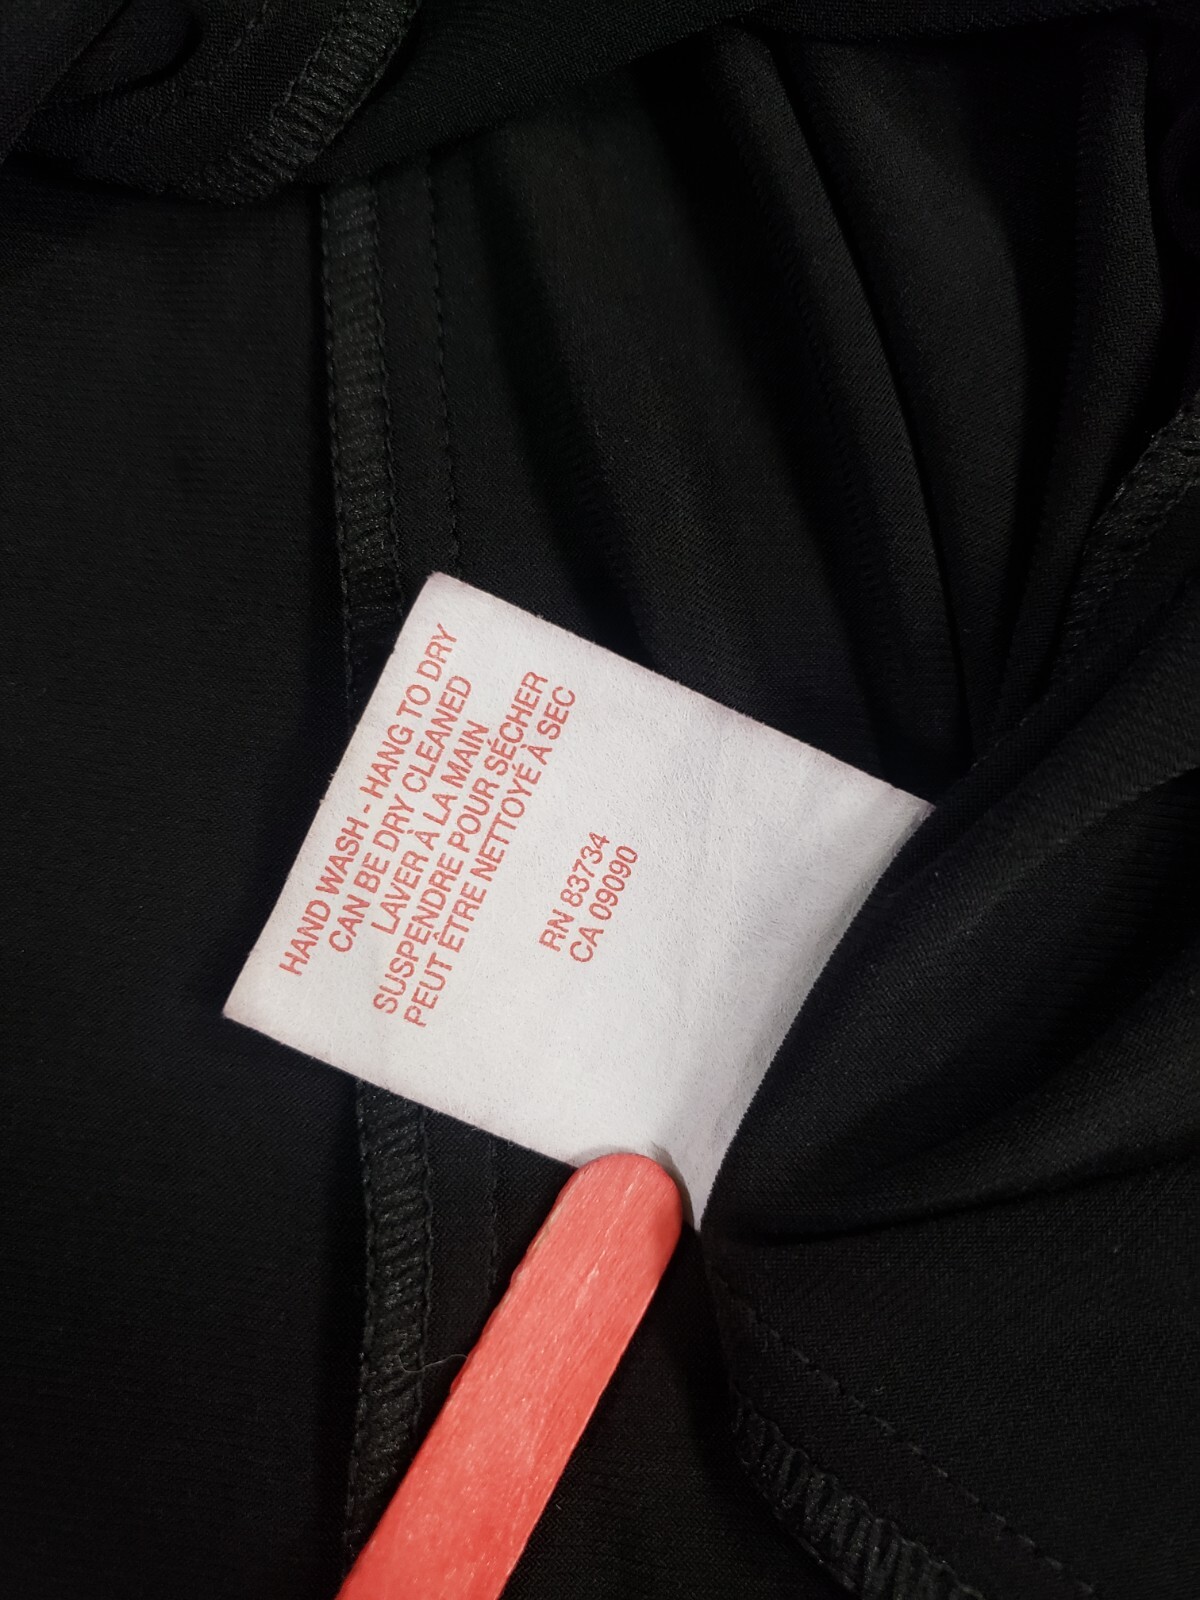 HAND WASH - HANG TO DRY
CAN BE DRY CLEANED
LAVER À LA MAIN
SUSPENDRE POUR SÉCHER
PEUT ÊTRE NETTOYÉ À SEC
RN 83734
CA 09090